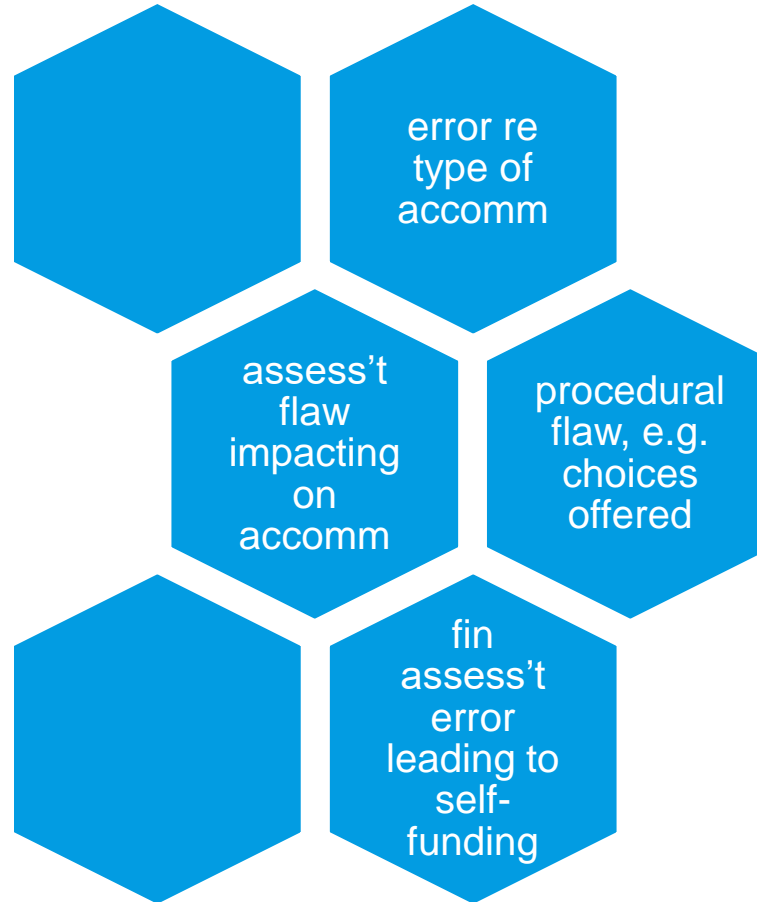 error re
type of
accomm
assess’t
flaw
impacting
on
accomm
procedural
flaw, e.g.
choices
offered
fin
assess’t
error
leading to
self-
funding